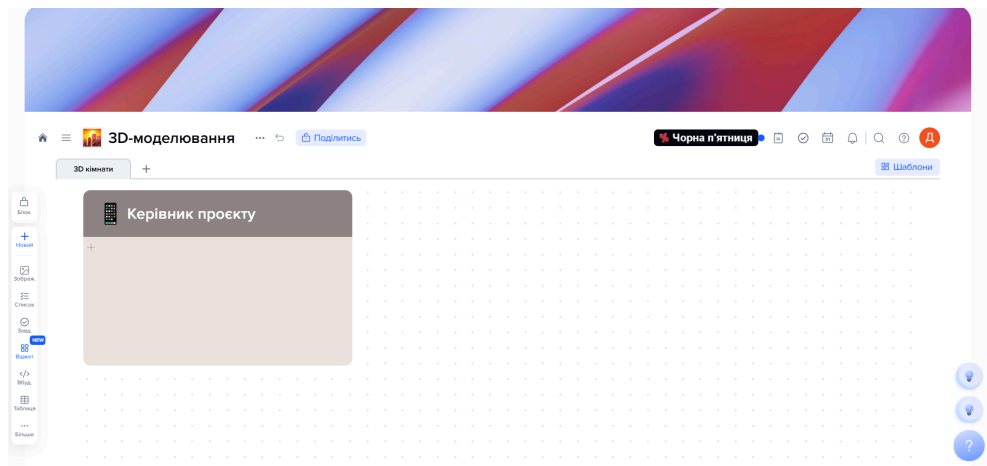 3D-моделювання
Поділитись
Чорна п'ятниця
Д
3D кімнати
Шаблони
Блок.
Новий
Зображ.
Список
Завд.
NEW
Віджет
Вбуд.
Таблиця
Більше
Керівник проєкту
?